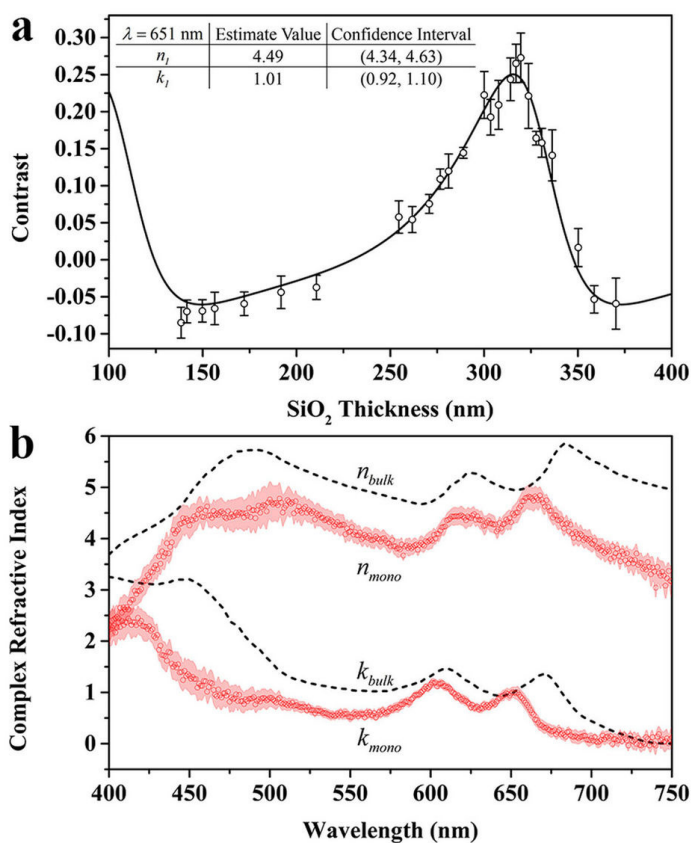 a
λ = 651 nm Estimate Value Confidence Interval
n1 4.49 (4.34, 4.63)
k1 1.01 (0.92, 1.10)
0.30
0.25
0.20
0.15
0.10
0.05
0.00
-0.05
-0.10
Contrast
100 150 200 250 300 350 400
SiO2 Thickness (nm)
b
6
5
4
3
2
1
0
Complex Refractive Index
nbulk
nmono
kbulk
kmono
400 450 500 550 600 650 700 750
Wavelength (nm)